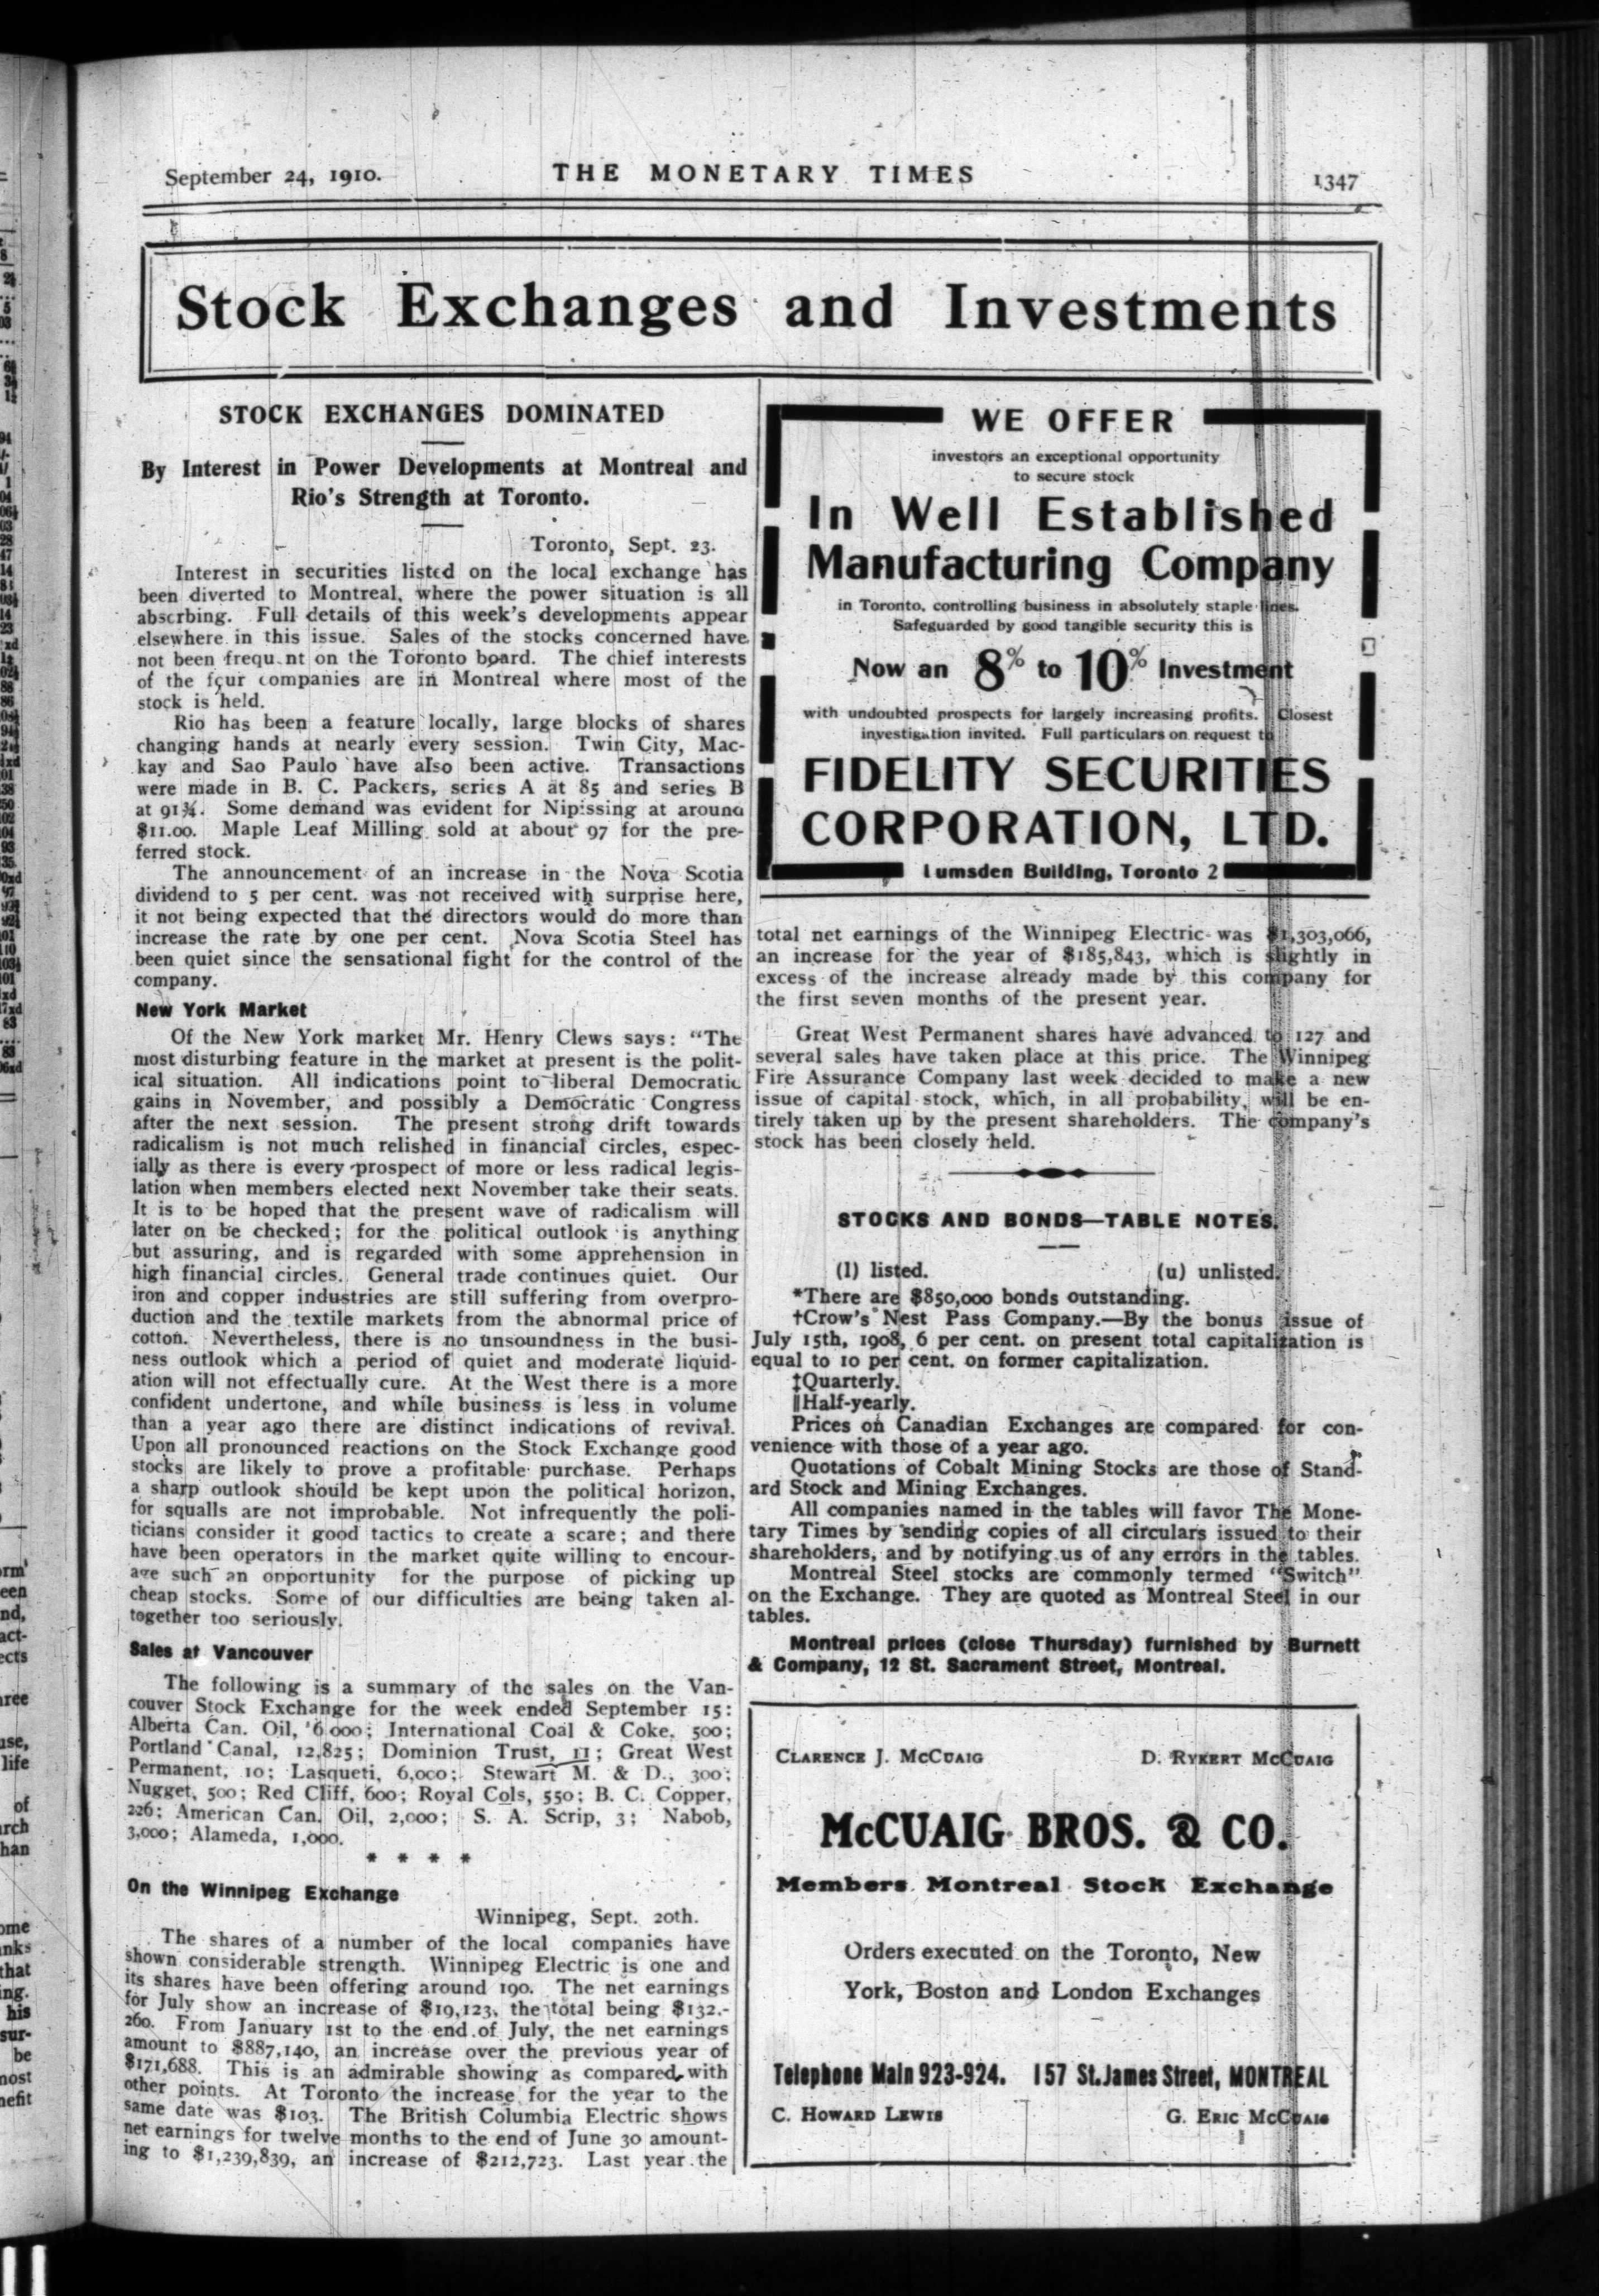 September 24, 1910.
THE MONETARY TIMES
1347
Stock Exchanges and Investments
STOCK EXCHANGES DOMINATED
By Interest in Power Developments at Montreal and
Rio's Strength at Toronto.
Toronto, Sept. 23.
Interest in securities listed on the local exchange has
been diverted to Montreal, where the power situation is all
absorbing. Full details of this week's developments appear
elsewhere in this issue. Sales of the stocks concerned have
not been frequ.nt on the Toronto board. The chief interests
of the four companies are in Montreal where most of the
stock is held.
Rio has been a feature locally, large blocks of shares
changing hands at nearly every session. Twin City, Mac-
kay and Sao Paulo have also been active. Transactions
were made in B. C. Packers, series A at 85 and series B
at 91¾. Some demand was evident for Nipissing at around
$11.00. Maple Leaf Milling sold at about 97 for the pre-
ferred stock.
The announcement of an increase in the Nova Scotia
dividend to 5 per cent. was not received with surprise here,
it not being expected that the directors would do more than
increase the rate by one per cent. Nova Scotia Steel has
been quiet since the sensational fight for the control of the
company.
New York Market
Of the New York market Mr. Henry Clews says: "The
most disturbing feature in the market at present is the polit-
ical situation. All indications point to liberal Democratic
gains in November, and possibly a Democratic Congress
after the next session. The present strong drift towards
radicalism is not much relished in financial circles, espec-
ially as there is every prospect of more or less radical legis-
lation when members elected next November take their seats.
It is to be hoped that the present wave of radicalism will
later on be checked; for the political outlook is anything
but assuring, and is regarded with some apprehension in
high financial circles. General trade continues quiet. Our
iron and copper industries are still suffering from overpro-
duction and the textile markets from the abnormal price of
cotton. Nevertheless, there is no unsoundness in the busi-
ness outlook which a period of quiet and moderate liquid-
ation will not effectually cure. At the West there is a more
confident undertone, and while business is less in volume
than a year ago there are distinct indications of revival.
Upon all pronounced reactions on the Stock Exchange good
stocks are likely to prove a profitable purchase. Perhaps
a sharp outlook should be kept upon the political horizon,
for squalls are not improbable. Not infrequently the poli-
ticians consider it good tactics to create a scare; and there
have been operators in the market quite willing to encour-
age such an opportunity for the purpose of picking up
cheap stocks. Some of our difficulties are being taken al-
together too seriously.
Sales at Vancouver
The following is a summary of the sales on the Van-
couver Stock Exchange for the week ended September 15:
Alberta Can. Oil, 6,000; International Coal & Coke, 500;
Portland Canal, 12,825; Dominion Trust, 11; Great West
Permanent, 10; Lasqueti, 6,000; Stewart M. & D., 300;
Nugget, 500; Red Cliff, 600; Royal Cols, 550; B. C. Copper,
226; American Can. Oil, 2,000; S. A. Scrip, 3; Nabob,
3,000; Alameda, 1,000.
* * * *
On the Winnipeg Exchange
Winnipeg, Sept. 20th.
The shares of a number of the local companies have
shown considerable strength. Winnipeg Electric is one and
its shares have been offering around 190. The net earnings
for July show an increase of $19,123, the total being $132,-
260. From January 1st to the end of July, the net earnings
amount to $887,140, an increase over the previous year of
$171,688. This is an admirable showing as compared with
other points. At Toronto the increase for the year to the
same date was $103. The British Columbia Electric shows
net earnings for twelve months to the end of June 30 amount-
ing to $1,239,839, an increase of $212,723. Last year the
WE OFFER
investors an exceptional opportunity
to secure stock
In Well Established
Manufacturing Company
in Toronto, controlling business in absolutely staple lines.
Safeguarded by good tangible security this is
Now an 8% to 10% Investment
with undoubted prospects for largely increasing profits. Closest
investigation invited. Full particulars on request to
FIDELITY SECURITIES
CORPORATION, LTD.
Lumsden Building, Toronto 2
total net earnings of the Winnipeg Electric was $1,303,066,
an increase for the year of $185,843, which is slightly in
excess of the increase already made by this company for
the first seven months of the present year.
Great West Permanent shares have advanced to 127 and
several sales have taken place at this price. The Winnipeg
Fire Assurance Company last week decided to make a new
issue of capital stock, which, in all probability, will be en-
tirely taken up by the present shareholders. The company's
stock has been closely held.
STOCKS AND BONDS—TABLE NOTES.
(l) listed. (u) unlisted.
*There are $850,000 bonds outstanding.
†Crow's Nest Pass Company.—By the bonus issue of
July 15th, 1908, 6 per cent. on present total capitalization is
equal to 10 per cent. on former capitalization.
‡Quarterly.
‖Half-yearly.
Prices on Canadian Exchanges are compared for con-
venience with those of a year ago.
Quotations of Cobalt Mining Stocks are those of Stand-
ard Stock and Mining Exchanges.
All companies named in the tables will favor The Mone-
tary Times by sending copies of all circulars issued to their
shareholders, and by notifying us of any errors in the tables.
Montreal Steel stocks are commonly termed "Switch"
on the Exchange. They are quoted as Montreal Steel in our
tables.
Montreal prices (close Thursday) furnished by Burnett
& Company, 12 St. Sacrament Street, Montreal.
CLARENCE J. MCCUAIG D. RYKERT MCCUAIG
McCUAIG BROS. & CO.
Members Montreal Stock Exchange
Orders executed on the Toronto, New
York, Boston and London Exchanges
Telephone Main 923-924. 157 St. James Street, MONTREAL
C. HOWARD LEWIS G. ERIC MCCUAIG